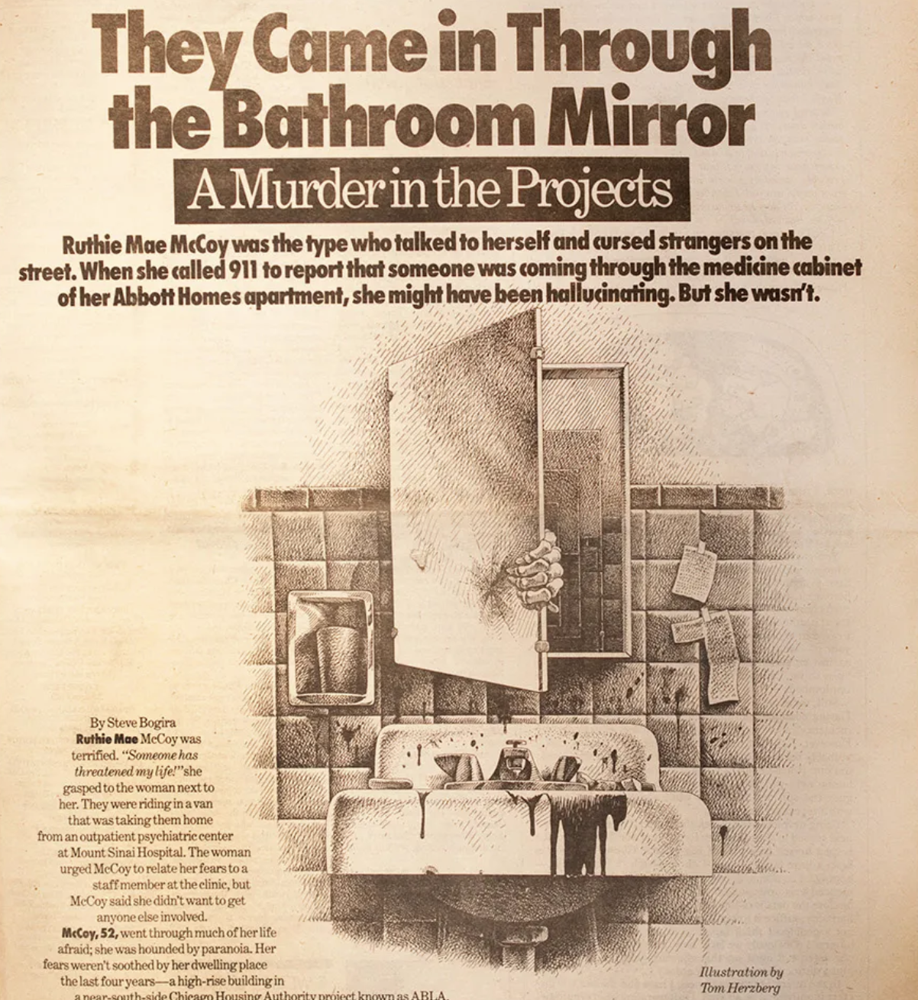 They Came in Through
the Bathroom Mirror
A Murder in the Projects
Ruthie Mae McCoy was the type who talked to herself and cursed strangers on the
street. When she called 911 to report that someone was coming through the medicine cabinet
of her Abbott Homes apartment, she might have been hallucinating. But she wasn't.
By Steve Bogira
Ruthie Mae McCoy was
terrified. "Someone has
threatened my life!" she
gasped to the woman next to
her. They were riding in a van
that was taking them home
from an outpatient psychiatric center
at Mount Sinai Hospital. The woman
urged McCoy to relate her fears to a
staff member at the clinic, but
McCoy said she didn't want to get
anyone else involved.
McCoy, 52, went through much of her life
afraid; she was hounded by paranoia. Her
fears weren't soothed by her dwelling place
the last four years—a high-rise building in
a near-south-side Chicago Housing Authority project known as ABLA.
Illustration by
Tom Herzberg